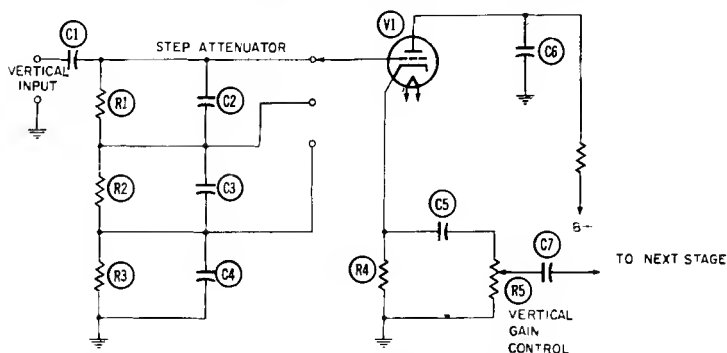 C1
VERTICAL
INPUT
STEP ATTENUATOR
V1
C6
R1
C2
R2
C3
R3
C4
C5
R4
C7
R5
TO NEXT STAGE
VERTICAL
GAIN
CONTROL